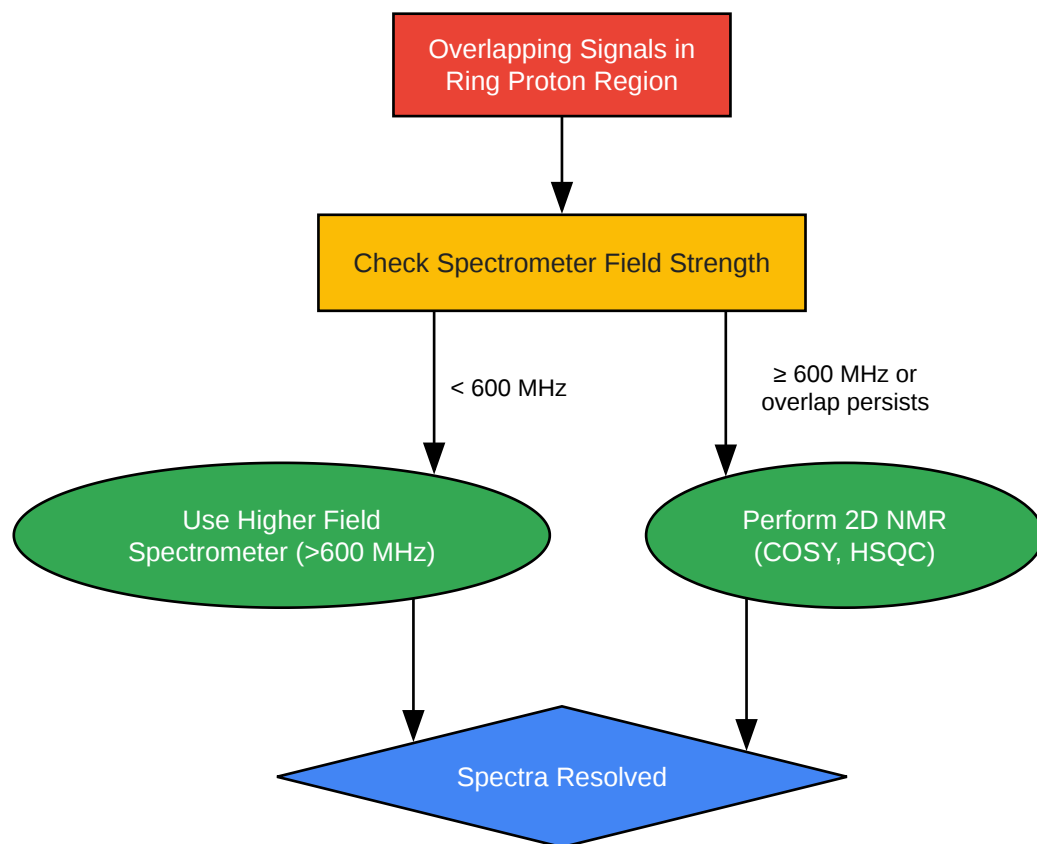 Overlapping Signals in
Ring Proton Region
Check Spectrometer Field Strength
< 600 MHz
≥ 600 MHz or
overlap persists
Use Higher Field
Spectrometer (>600 MHz)
Perform 2D NMR
(COSY, HSQC)
Spectra Resolved